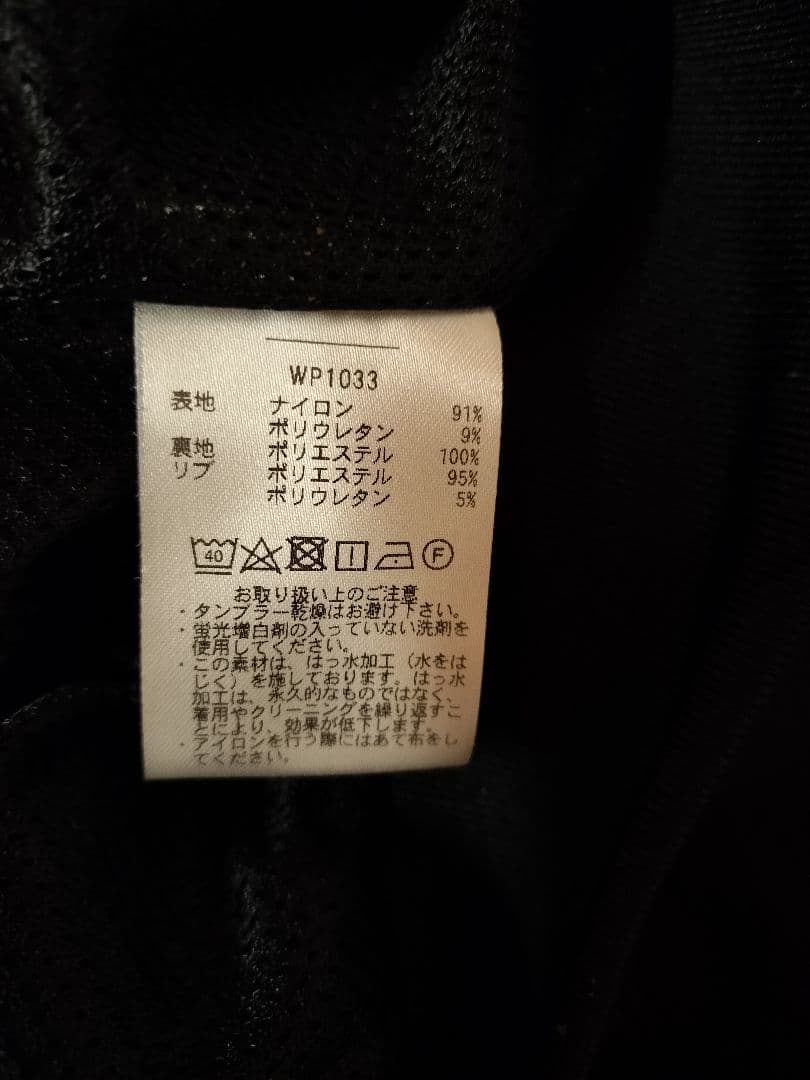 WP1033
表地 ナイロン 91%
ポリウレタン 9%
裏地 ポリエステル 100%
リブ ポリエステル 95%
ポリウレタン 5%
40 F
お取り扱い上のご注意
・タンブラー乾燥はお避け下さい。
・蛍光増白剤の入っていない洗剤を
使用してください。
・この素材は、はっ水加工(水をは
じく)を施しております。はっ水
加工は、永久的なものではなく、
着用やクリーニングを繰り返すこ
とにより、効果が低下します。
・アイロンを行う際にはあて布をし
てください。